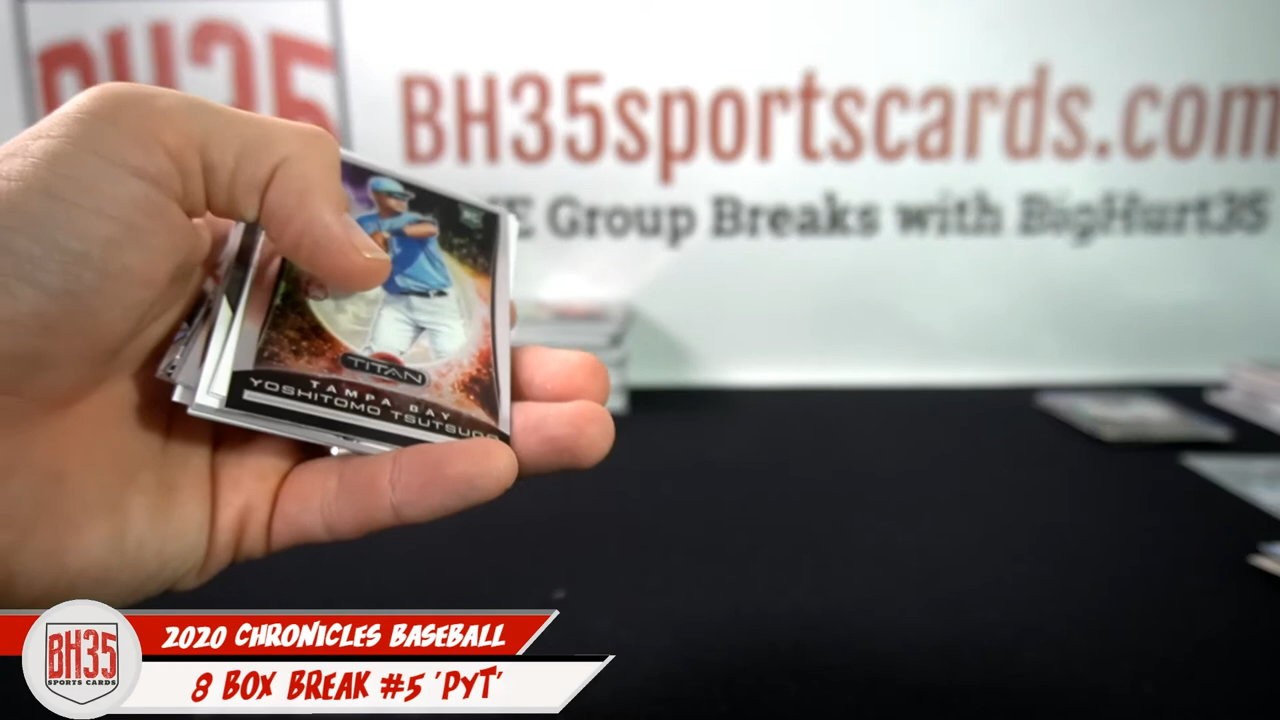 BH35
BH35sportscards.com
Group Breaks with BigHurt35
RC
TITAN
TAMPA BAY
YOSHITOMO TSUTSUGO
BH35
SPORTS CARDS
2020 CHRONICLES BASEBALL
8 BOX BREAK #5 'PYT'